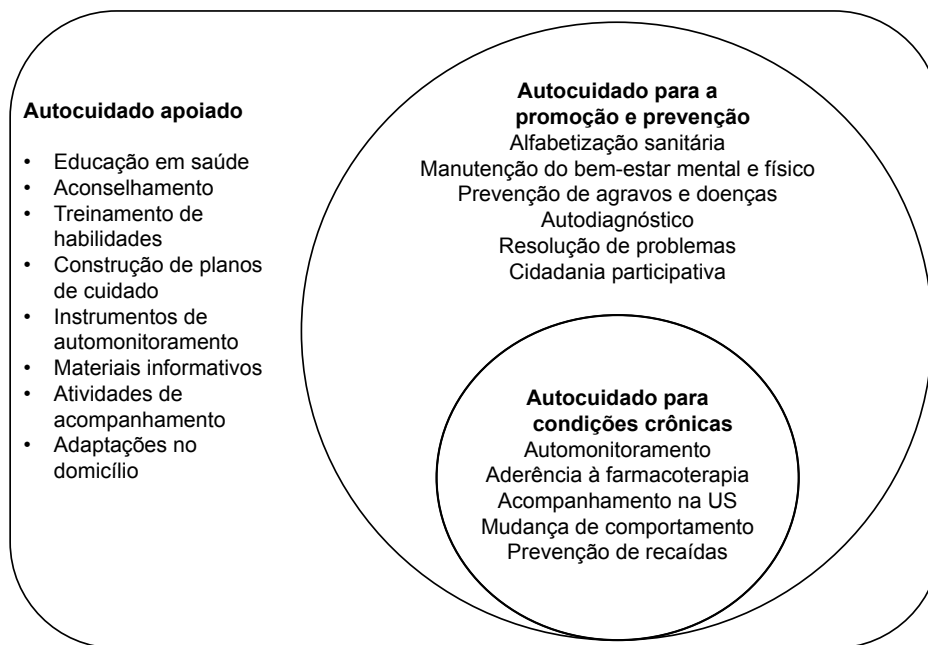 Autocuidado apoiado
• Educação em saúde
• Aconselhamento
• Treinamento de
habilidades
• Construção de planos
de cuidado
• Instrumentos de
automonitoramento
• Materiais informativos
• Atividades de
acompanhamento
• Adaptações no
domicílio
Autocuidado para a
promoção e prevenção
Alfabetização sanitária
Manutenção do bem-estar mental e físico
Prevenção de agravos e doenças
Autodiagnóstico
Resolução de problemas
Cidadania participativa
Autocuidado para
condições crônicas
Automonitoramento
Aderência à farmacoterapia
Acompanhamento na US
Mudança de comportamento
Prevenção de recaídas